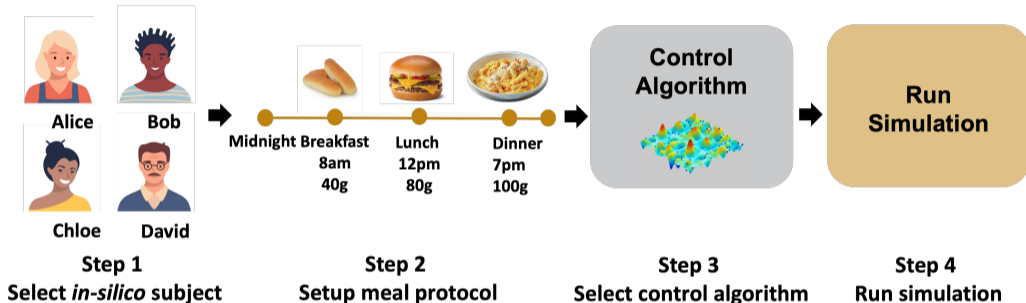 Alice
Bob
Chloe
David
Midnight Breakfast
8am
40g
Lunch
12pm
80g
Dinner
7pm
100g
Control
Algorithm
Run
Simulation
Step 1
Select in-silico subject
Step 2
Setup meal protocol
Step 3
Select control algorithm
Step 4
Run simulation